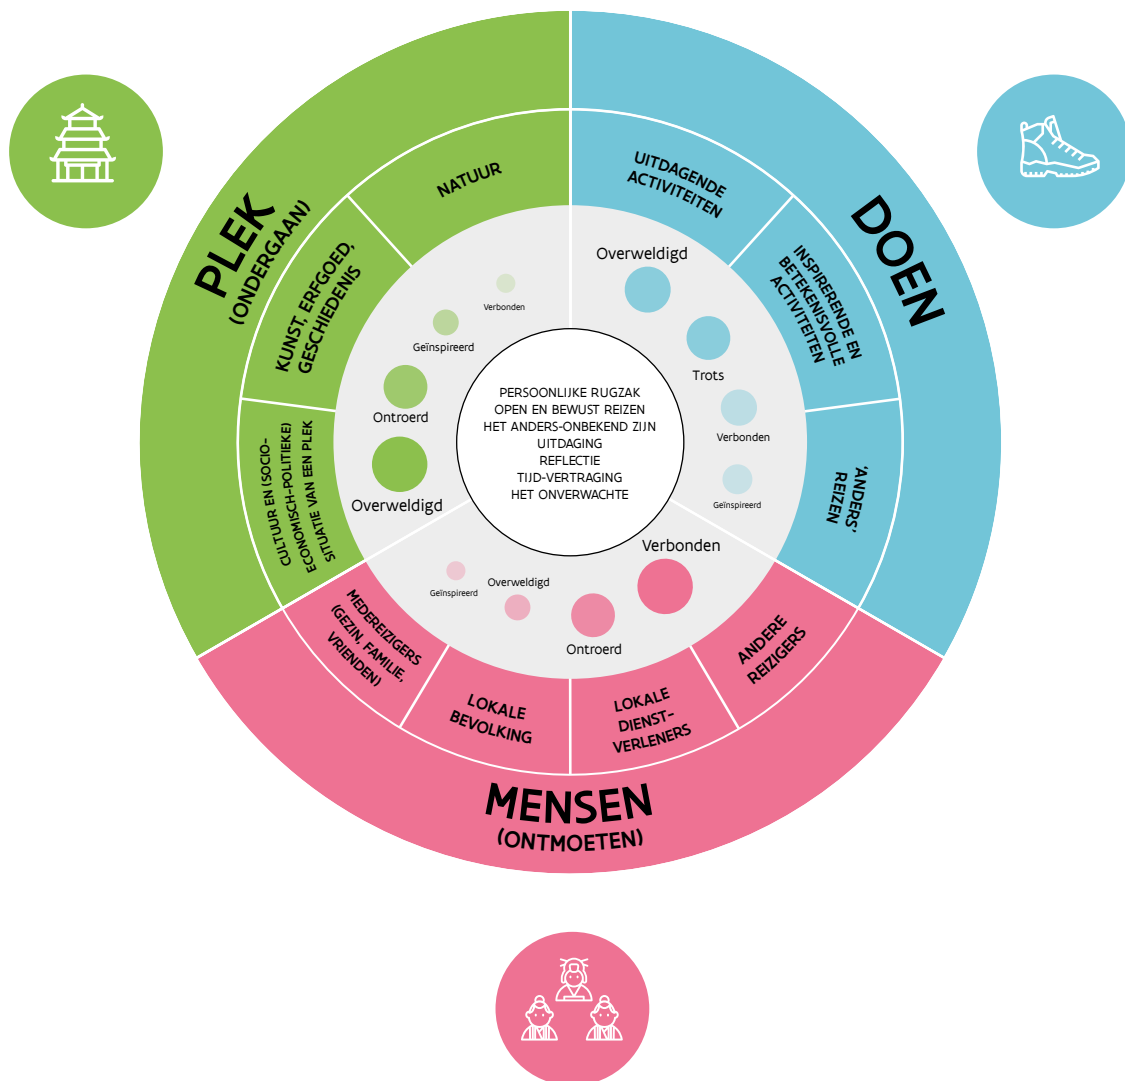 PLEK
(ONDERGAAN)
NATUUR
KUNST, ERFGOED,
GESCHIEDENIS
CULTUUR EN (SOCIO-
ECONOMISCH-POLITIEKE)
SITUATIE VAN EEN PLEK
Verbonden
Geïnspireerd
Ontroerd
Overweldigd
DOEN
UITDAGENDE
ACTIVITEITEN
INSPIRERENDE EN
BETEKENISVOLLE
ACTIVITEITEN
'ANDERS'
REIZEN
Overweldigd
Trots
Verbonden
Geïnspireerd
PERSOONLIJKE RUGZAK
OPEN EN BEWUST REIZEN
HET ANDERS-ONBEKEND ZIJN
UITDAGING
REFLECTIE
TIJD-VERTRAGING
HET ONVERWACHTE
Geïnspireerd
Overweldigd
Ontroerd
Verbonden
MEDEREIZIGERS
(GEZIN, FAMILIE,
VRIENDEN)
LOKALE
BEVOLKING
LOKALE
DIENST-
VERLENERS
ANDERE
REIZIGERS
MENSEN
(ONTMOETEN)